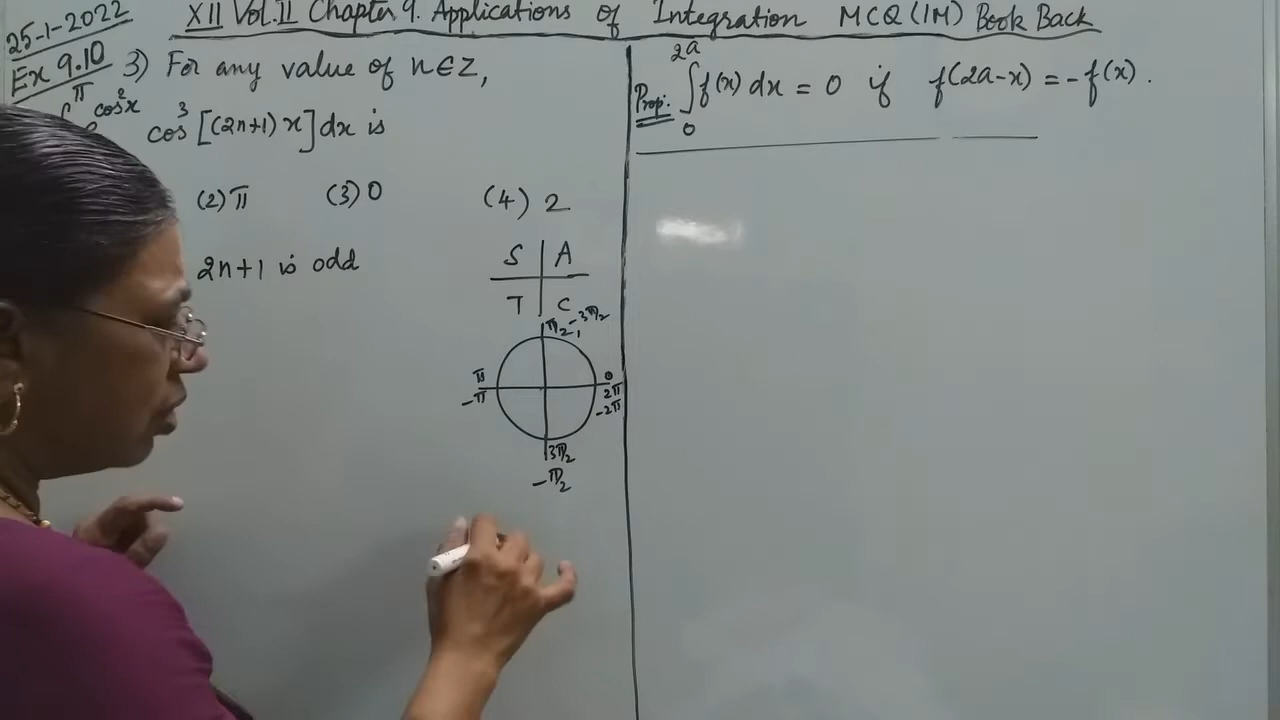 25-1-2022
XII Vol.II Chapter 9. Applications of Integration MCQ(1M) Book Back
Ex 9.10
3) For any value of n∈Z,
π cos²x
cos³[(2n+1)x]dx is
(2) π (3) 0 (4) 2
2n+1 is odd
S A
T C
π/2, -3π/2
π 0
-π 2π
-2π
3π/2
-π/2
Prop: ∫₀²ᵃ f(x) dx = 0 if f(2a-x) = -f(x).